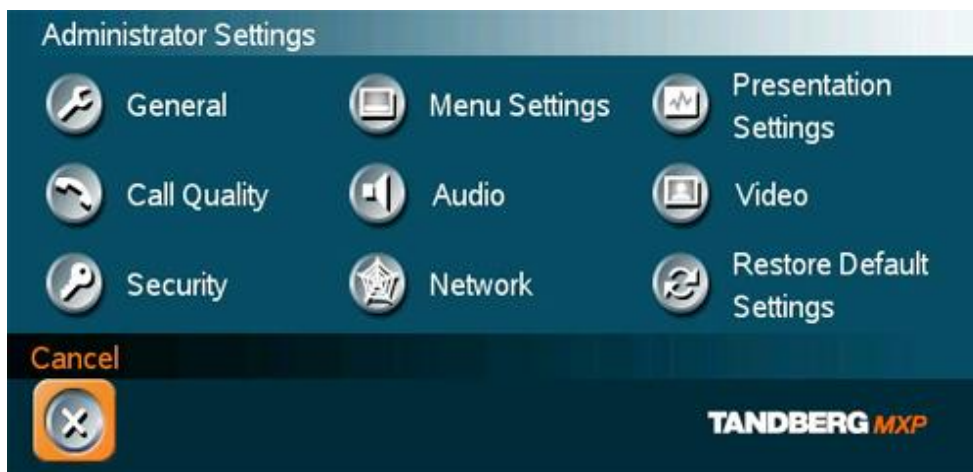 Administrator Settings
General
Menu Settings
Presentation
Settings
Call Quality
Audio
Video
Security
Network
Restore Default
Settings
Cancel
TANDBERG MXP